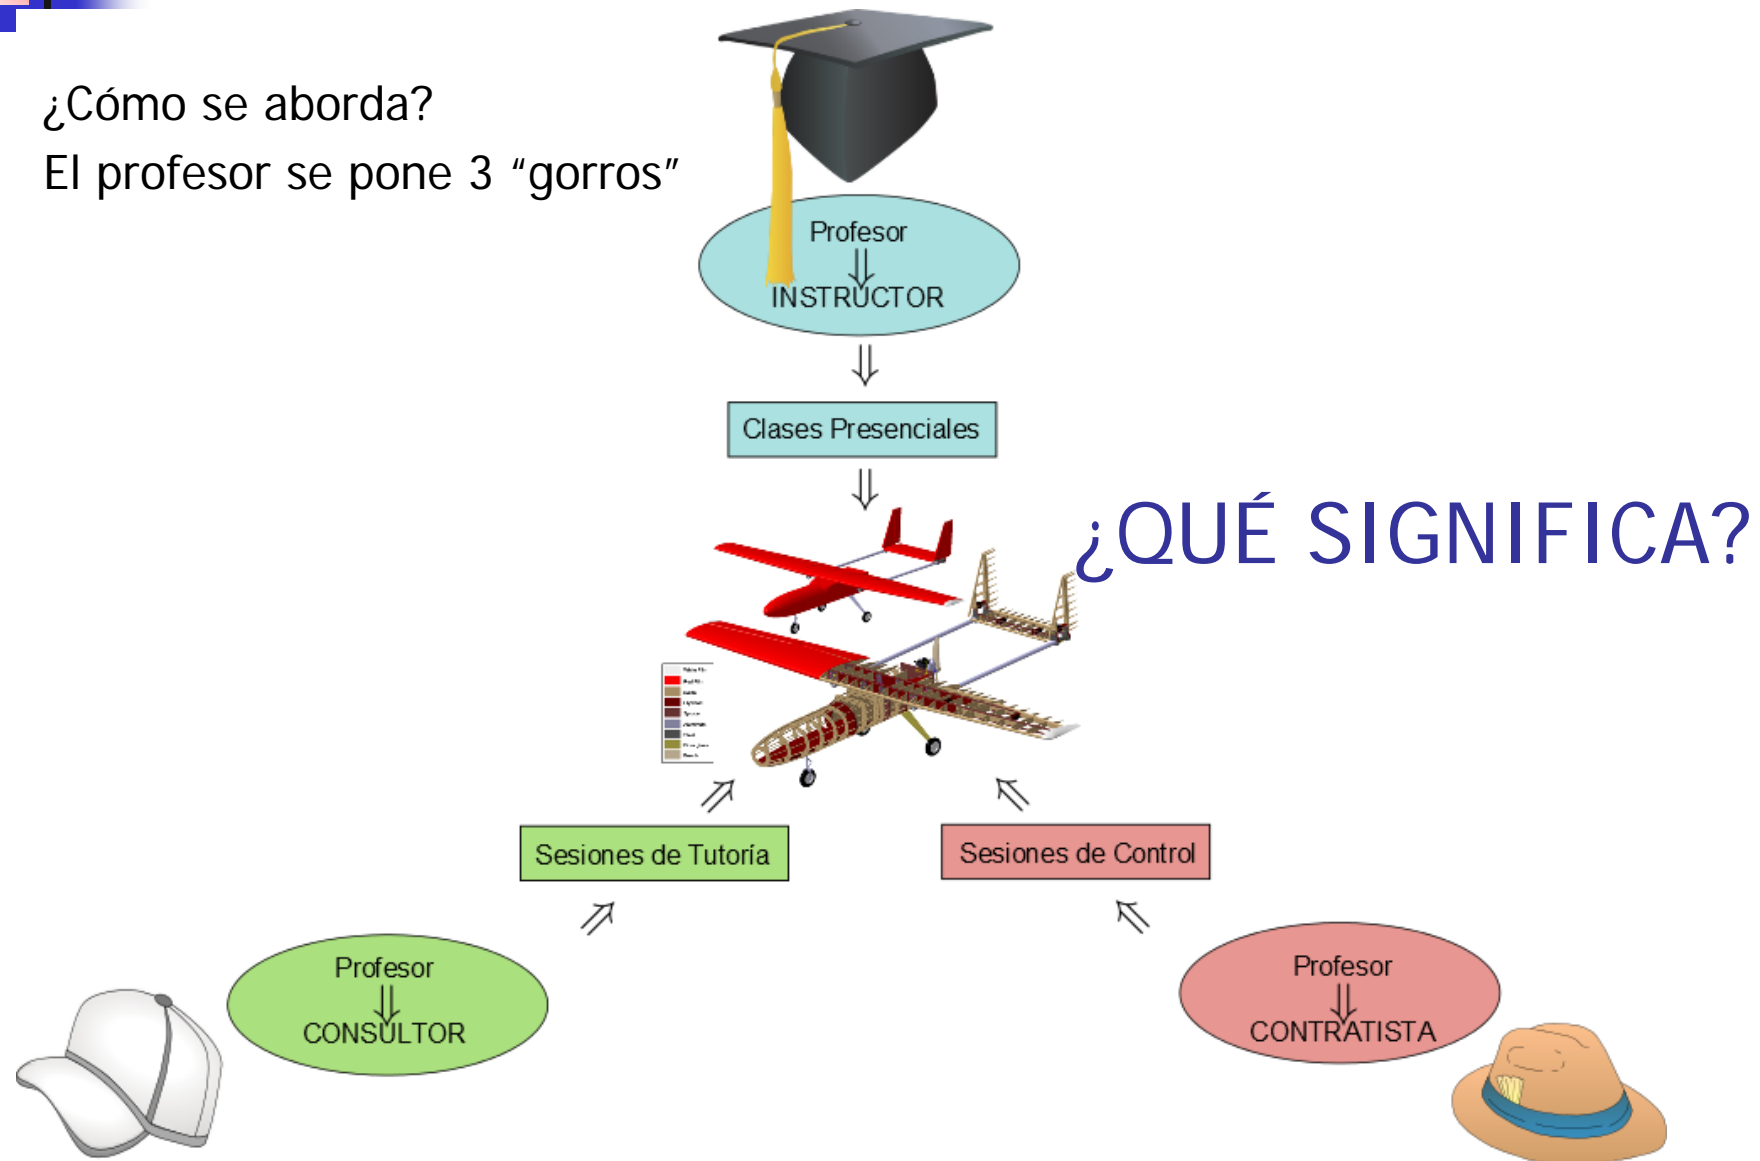 ¿Cómo se aborda?
El profesor se pone 3 “gorros”
Profesor
INSTRUCTOR
Clases Presenciales
¿QUÉ SIGNIFICA?
Sesiones de Tutoría
Sesiones de Control
Profesor
CONSULTOR
Profesor
CONTRATISTA